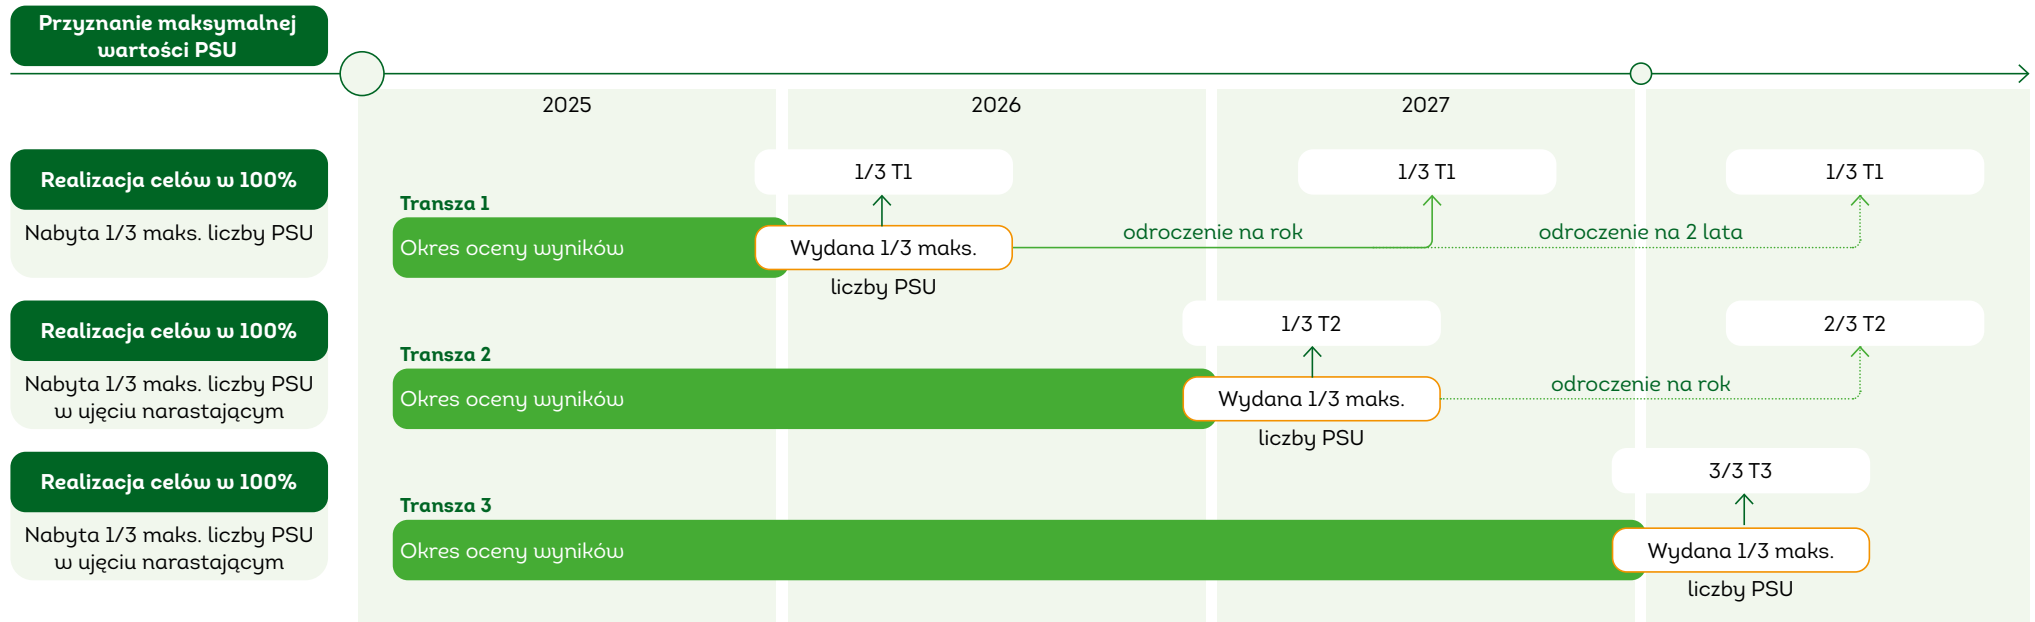 Przyznanie maksymalnej
wartości PSU
2025
2026
2027
Realizacja celów w 100%
Nabyta 1/3 maks. liczby PSU
Transza 1
Okres oceny wyników
1/3 T1
Wydana 1/3 maks.
liczby PSU
odroczenie na rok
1/3 T1
odroczenie na 2 lata
1/3 T1
Realizacja celów w 100%
Nabyta 1/3 maks. liczby PSU
w ujęciu narastającym
Transza 2
Okres oceny wyników
1/3 T2
Wydana 1/3 maks.
liczby PSU
odroczenie na rok
2/3 T2
Realizacja celów w 100%
Nabyta 1/3 maks. liczby PSU
w ujęciu narastającym
Transza 3
Okres oceny wyników
3/3 T3
Wydana 1/3 maks.
liczby PSU